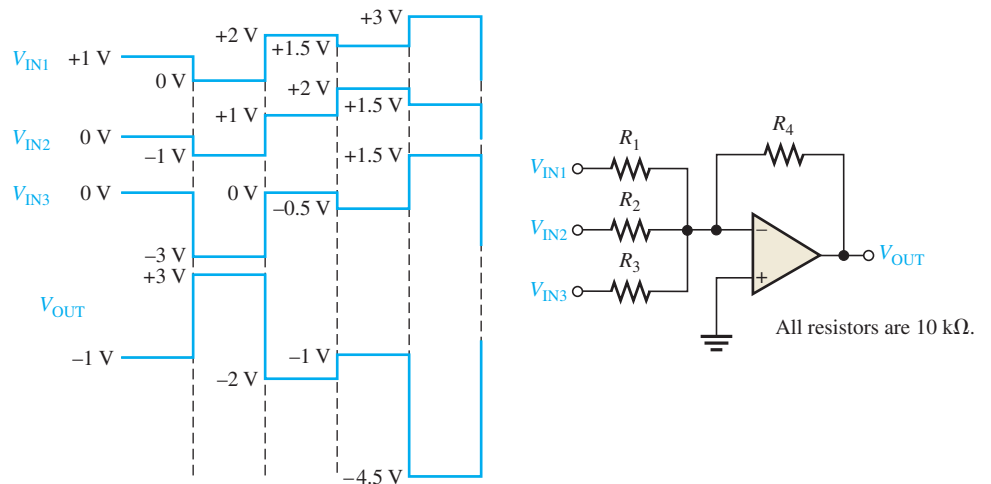 +3 V
+2 V
V_IN1 +1 V
+1.5 V
0 V
+2 V
+1 V
+1.5 V
V_IN2 0 V
–1 V
+1.5 V
V_IN3 0 V
0 V
–0.5 V
–3 V
+3 V
V_OUT
–1 V
–1 V
–2 V
–4.5 V
R_1
R_4
V_IN1
R_2
V_IN2
–
R_3
+
V_OUT
V_IN3
All resistors are 10 kΩ.